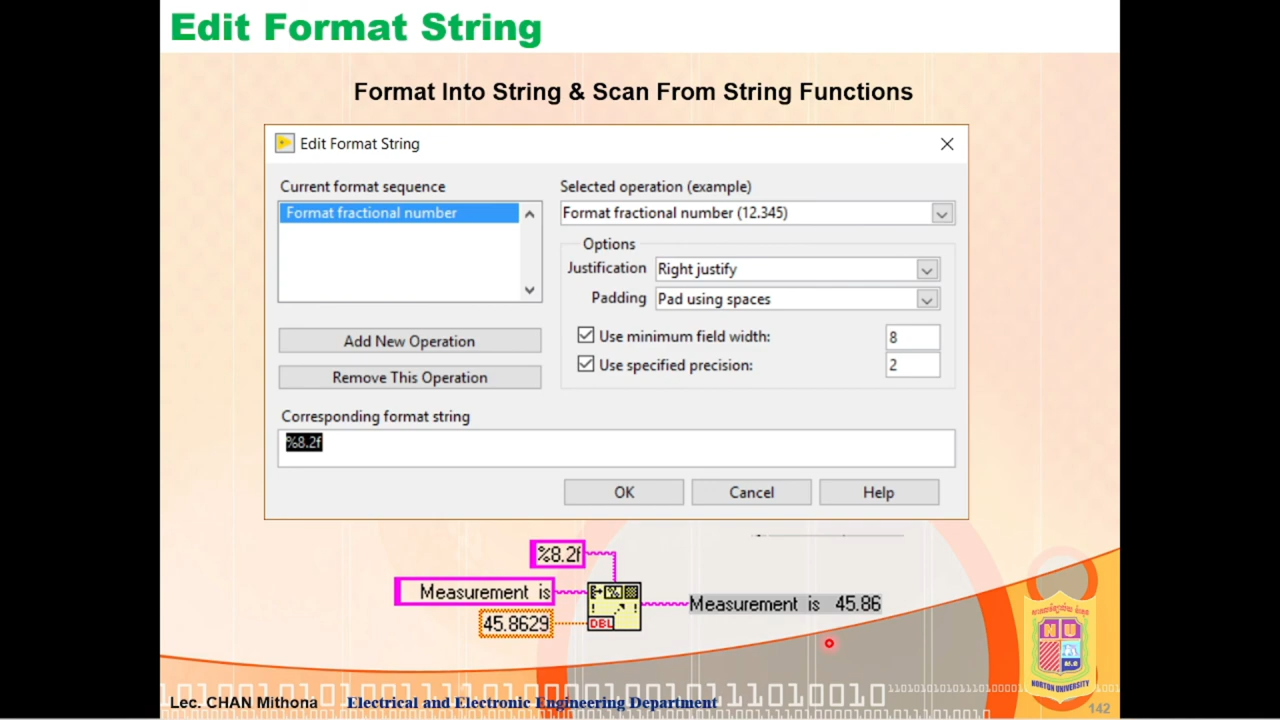 Edit Format String
Format Into String & Scan From String Functions
Edit Format String
Current format sequence
Format fractional number
Selected operation (example)
Format fractional number (12.345)
Options
Justification Right justify
Padding Pad using spaces
Use minimum field width: 8
Use specified precision: 2
Add New Operation
Remove This Operation
Corresponding format string
%8.2f
OK Cancel Help
%8.2f
Measurement is
45.8629
DBL
Measurement is 45.86
NU
NORTON UNIVERSITY
Lec. CHAN Mithona Electrical and Electronic Engineering Department 142